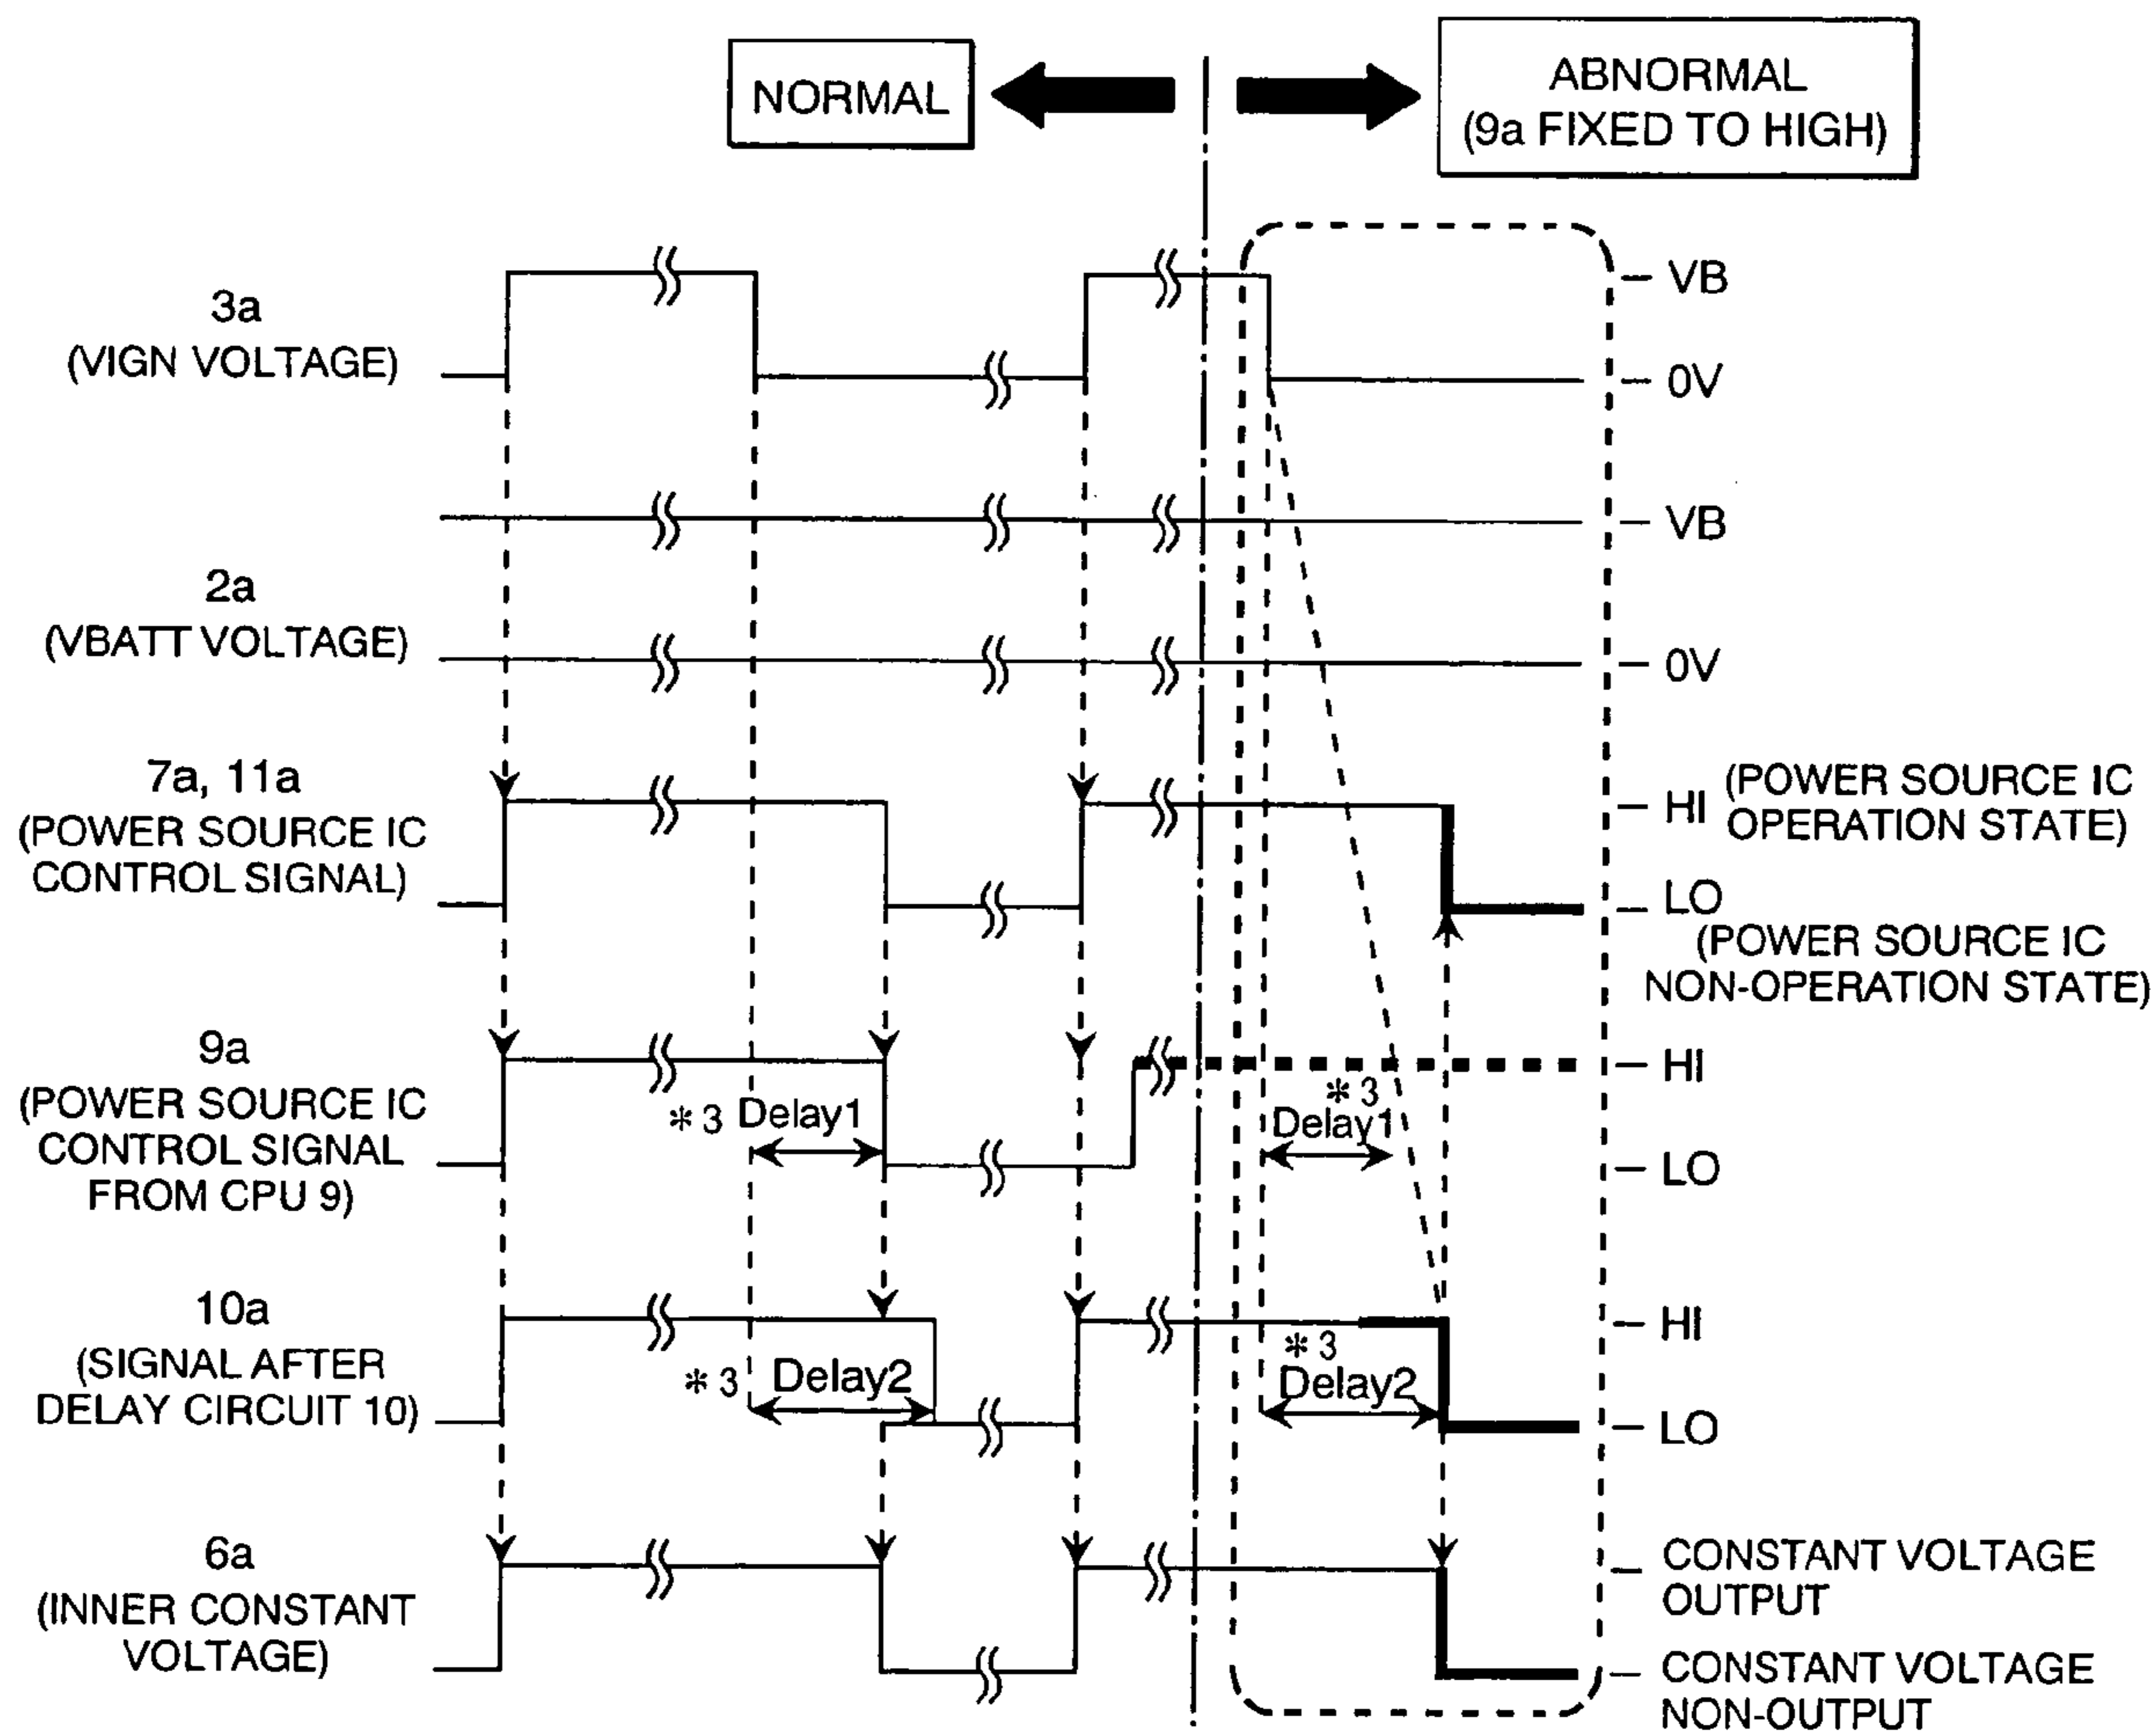 NORMAL
ABNORMAL
(9a FIXED TO HIGH)
3a
(VIGN VOLTAGE)
VB
0V
2a
(VBATT VOLTAGE)
VB
0V
7a, 11a
(POWER SOURCE IC
CONTROL SIGNAL)
HI
(POWER SOURCE IC
OPERATION STATE)
LO
(POWER SOURCE IC
NON-OPERATION STATE)
9a
(POWER SOURCE IC
CONTROL SIGNAL
FROM CPU 9)
*3 Delay1
*3
Delay1
HI
LO
10a
(SIGNAL AFTER
DELAY CIRCUIT 10)
*3 Delay2
*3
Delay2
HI
LO
6a
(INNER CONSTANT
VOLTAGE)
CONSTANT VOLTAGE
OUTPUT
CONSTANT VOLTAGE
NON-OUTPUT